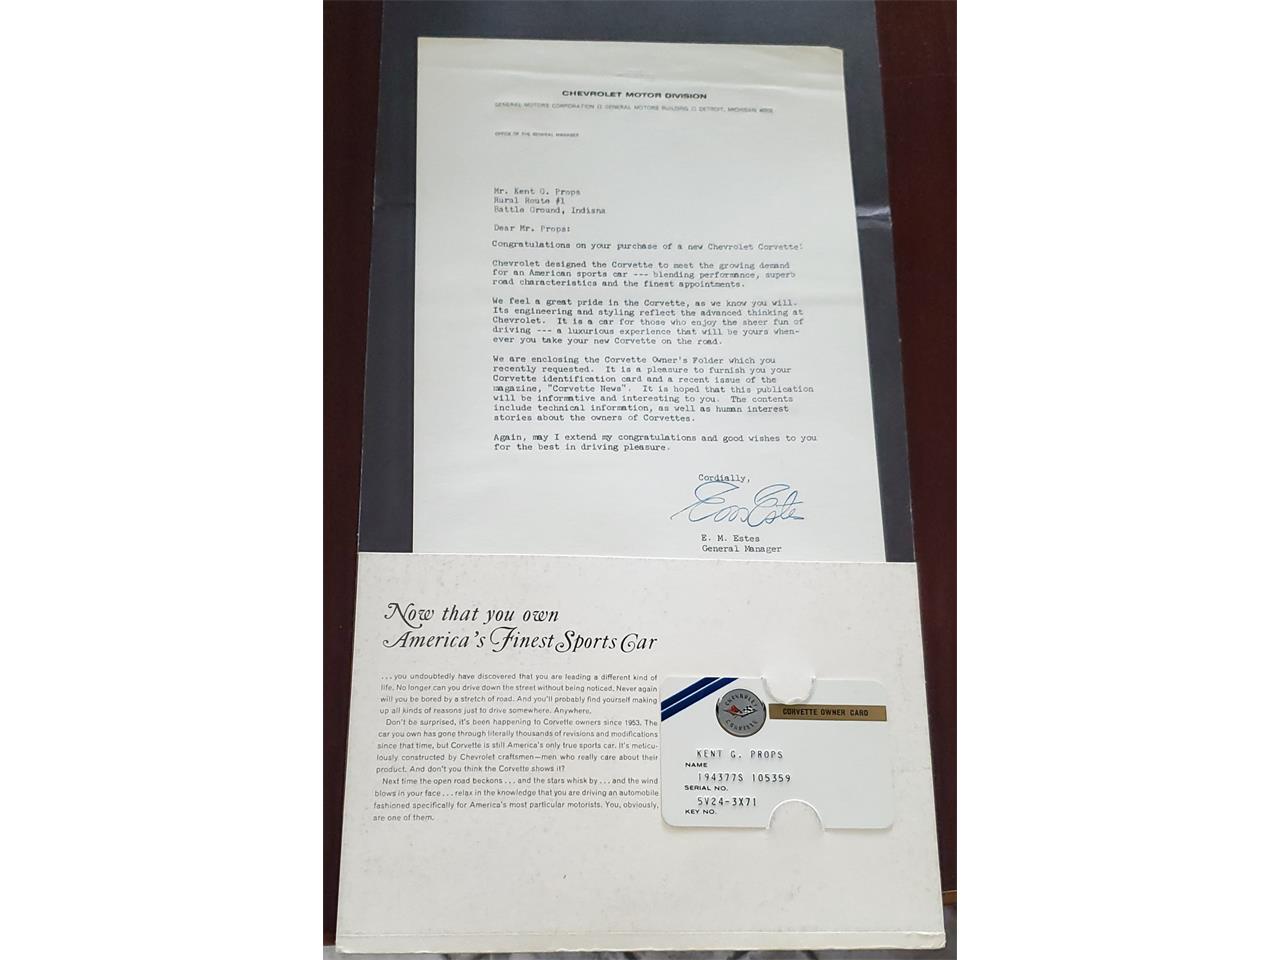 CHEVROLET MOTOR DIVISION
GENERAL MOTORS CORPORATION □ GENERAL MOTORS BUILDING □ DETROIT, MICHIGAN
OFFICE OF THE GENERAL MANAGER
Mr. Kent G. Props
Rural Route #1
Battle Ground, Indiana
Dear Mr. Props:
Congratulations on your purchase of a new Chevrolet Corvette!
Chevrolet designed the Corvette to meet the growing demand
for an American sports car --- blending performance, superb
road characteristics and the finest appointments.
We feel a great pride in the Corvette, as we know you will.
Its engineering and styling reflect the advanced thinking at
Chevrolet. It is a car for those who enjoy the sheer fun of
driving --- a luxurious experience that will be yours when-
ever you take your new Corvette on the road.
We are enclosing the Corvette Owner's Folder which you
recently requested. It is a pleasure to furnish you your
Corvette identification card and a recent issue of the
magazine, "Corvette News". It is hoped that this publication
will be informative and interesting to you. The contents
include technical information, as well as human interest
stories about the owners of Corvettes.
Again, may I extend my congratulations and good wishes to you
for the best in driving pleasure.
Cordially,
E. M. Estes
General Manager
Now that you own
America's Finest Sports Car
. . . you undoubtedly have discovered that you are leading a different kind of
life. No longer can you drive down the street without being noticed. Never again
will you be bored by a stretch of road. And you'll probably find yourself making
up all kinds of reasons just to drive somewhere. Anywhere.
Don't be surprised, it's been happening to Corvette owners since 1953. The
car you own has gone through literally thousands of revisions and modifications
since that time, but Corvette is still America's only true sports car. It's meticu-
lously constructed by Chevrolet craftsmen—men who really care about their
product. And don't you think the Corvette shows it?
Next time the open road beckons . . . and the stars whisk by . . . and the wind
blows in your face . . . relax in the knowledge that you are driving an automobile
fashioned specifically for America's most particular motorists. You, obviously,
are one of them.
CHEVROLET
CORVETTE
CORVETTE OWNER CARD
KENT G. PROPS
NAME
194377S 105359
SERIAL NO.
5V24-3X71
KEY NO.